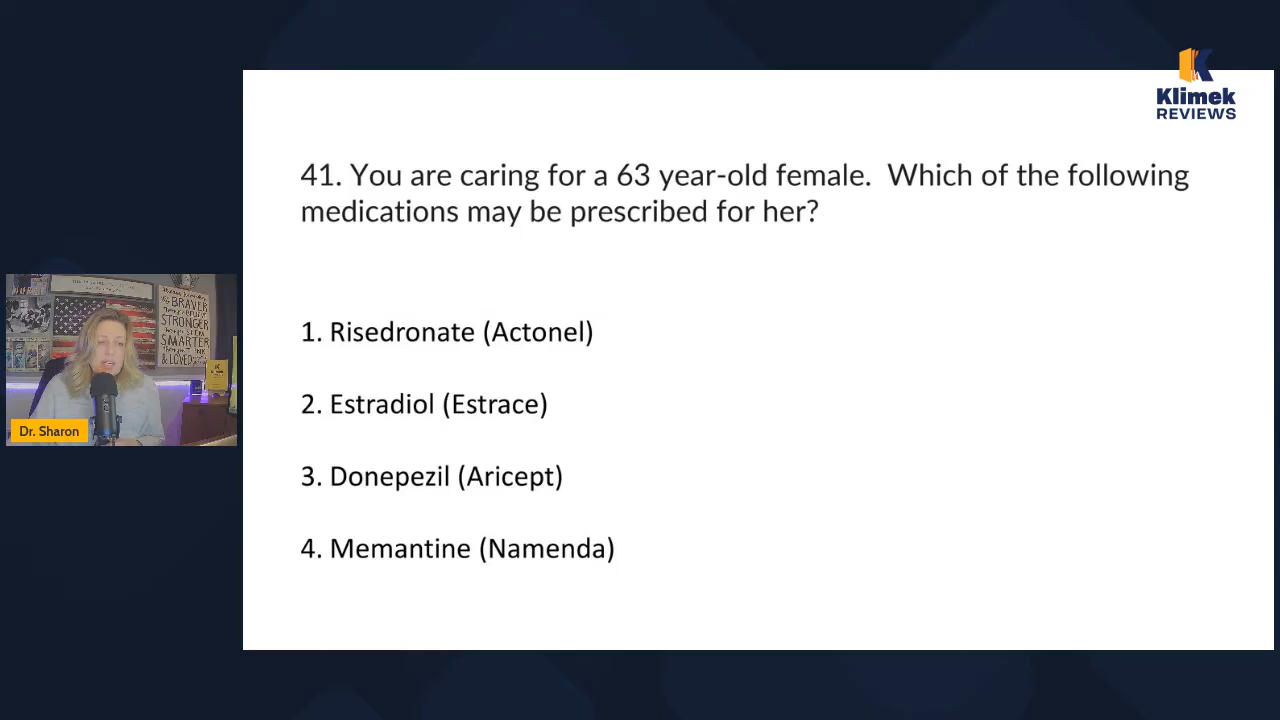 Klimek
REVIEWS
41. You are caring for a 63 year-old female.  Which of the following
medications may be prescribed for her?
1. Risedronate (Actonel)
2. Estradiol (Estrace)
3. Donepezil (Aricept)
4. Memantine (Namenda)
BRAVER
STRONGER
SMARTER
& LOVED
Dr. Sharon